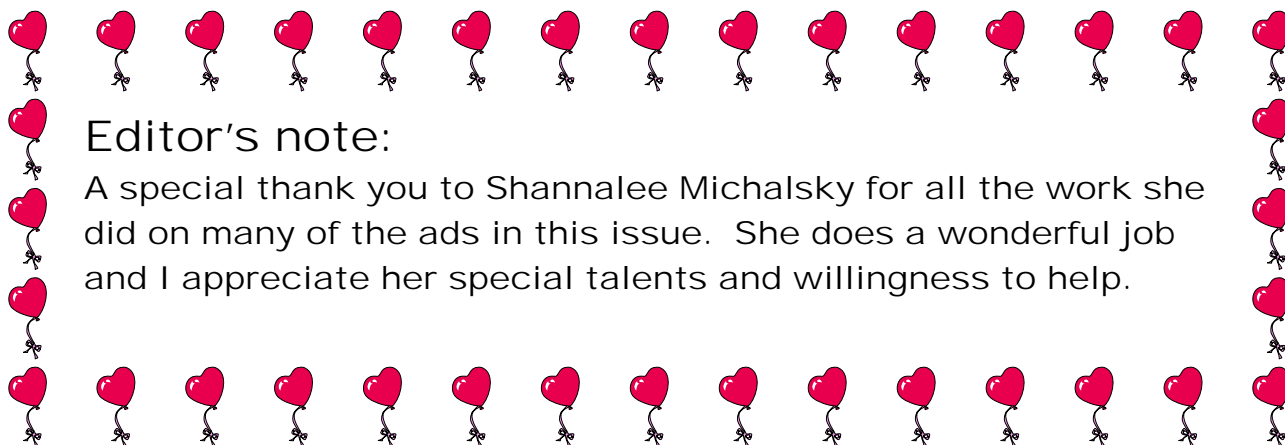 Editor's note:
A special thank you to Shannalee Michalsky for all the work she
did on many of the ads in this issue.  She does a wonderful job
and I appreciate her special talents and willingness to help.